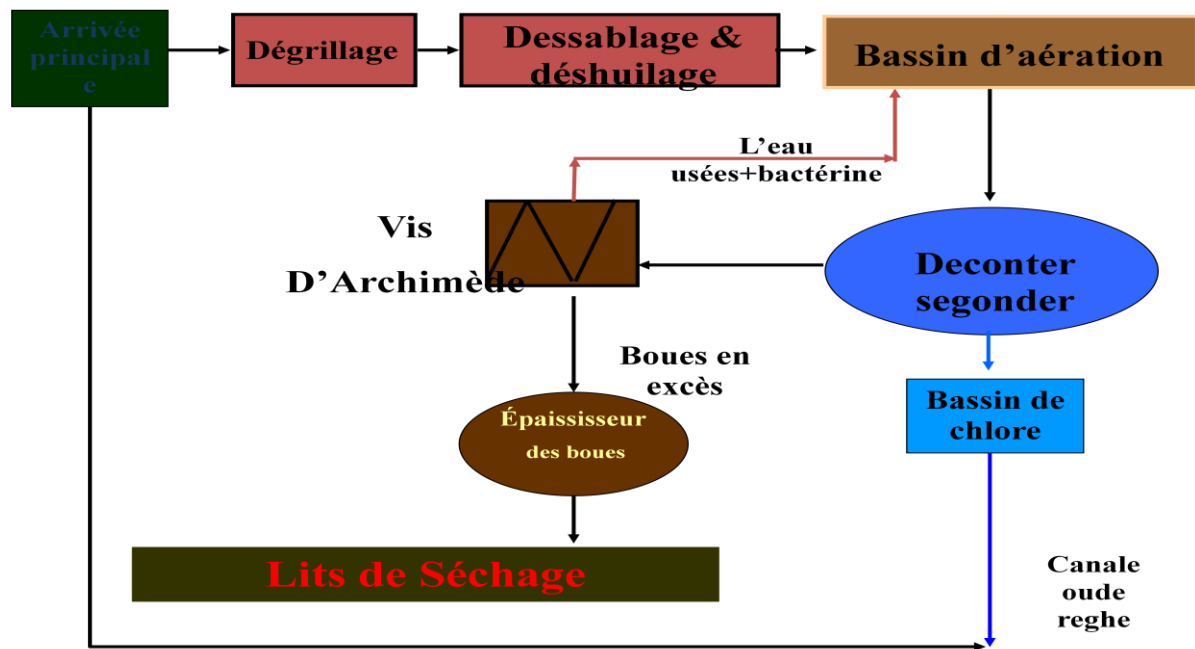 Arrivée
principal
e
Dégrillage
Dessablage &
déshuilage
Bassin d'aération
L'eau
usées+bactérine
Vis
D'Archimède
Deconter
segonder
Boues en
excès
Bassin de
chlore
Épaississeur
des boues
Lits de Séchage
Canale
oude
reghe